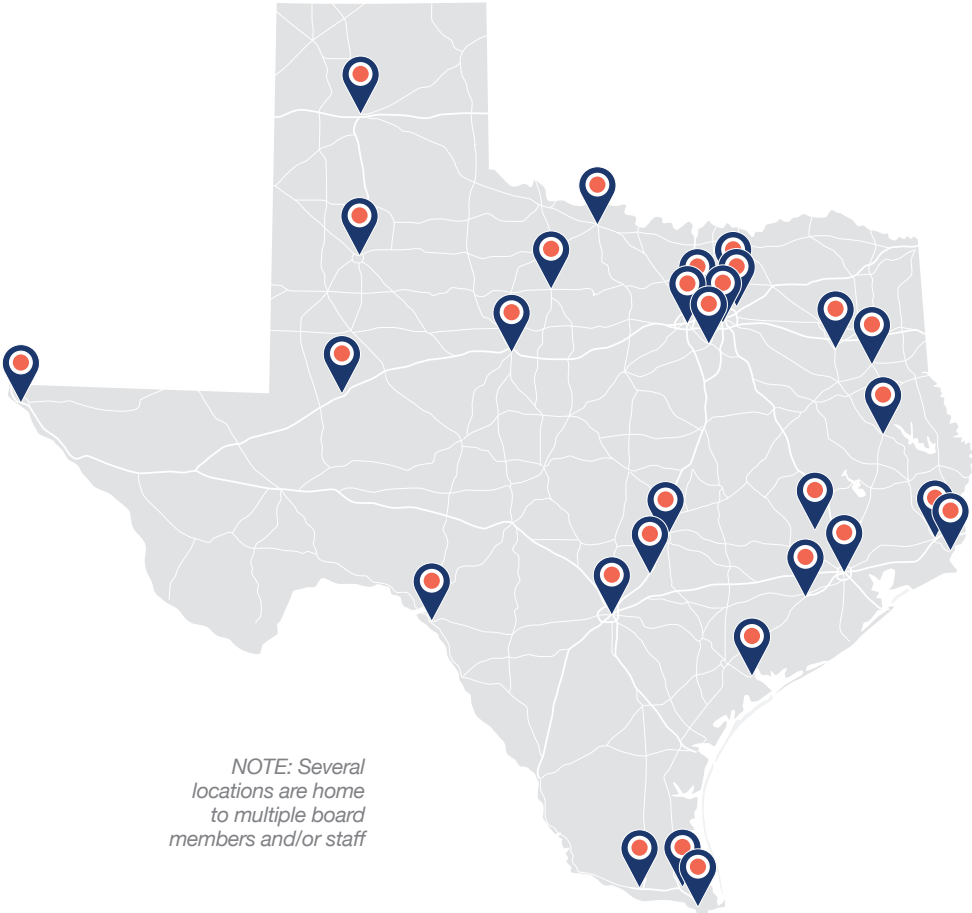 NOTE: Several
locations are home
to multiple board
members and/or staff